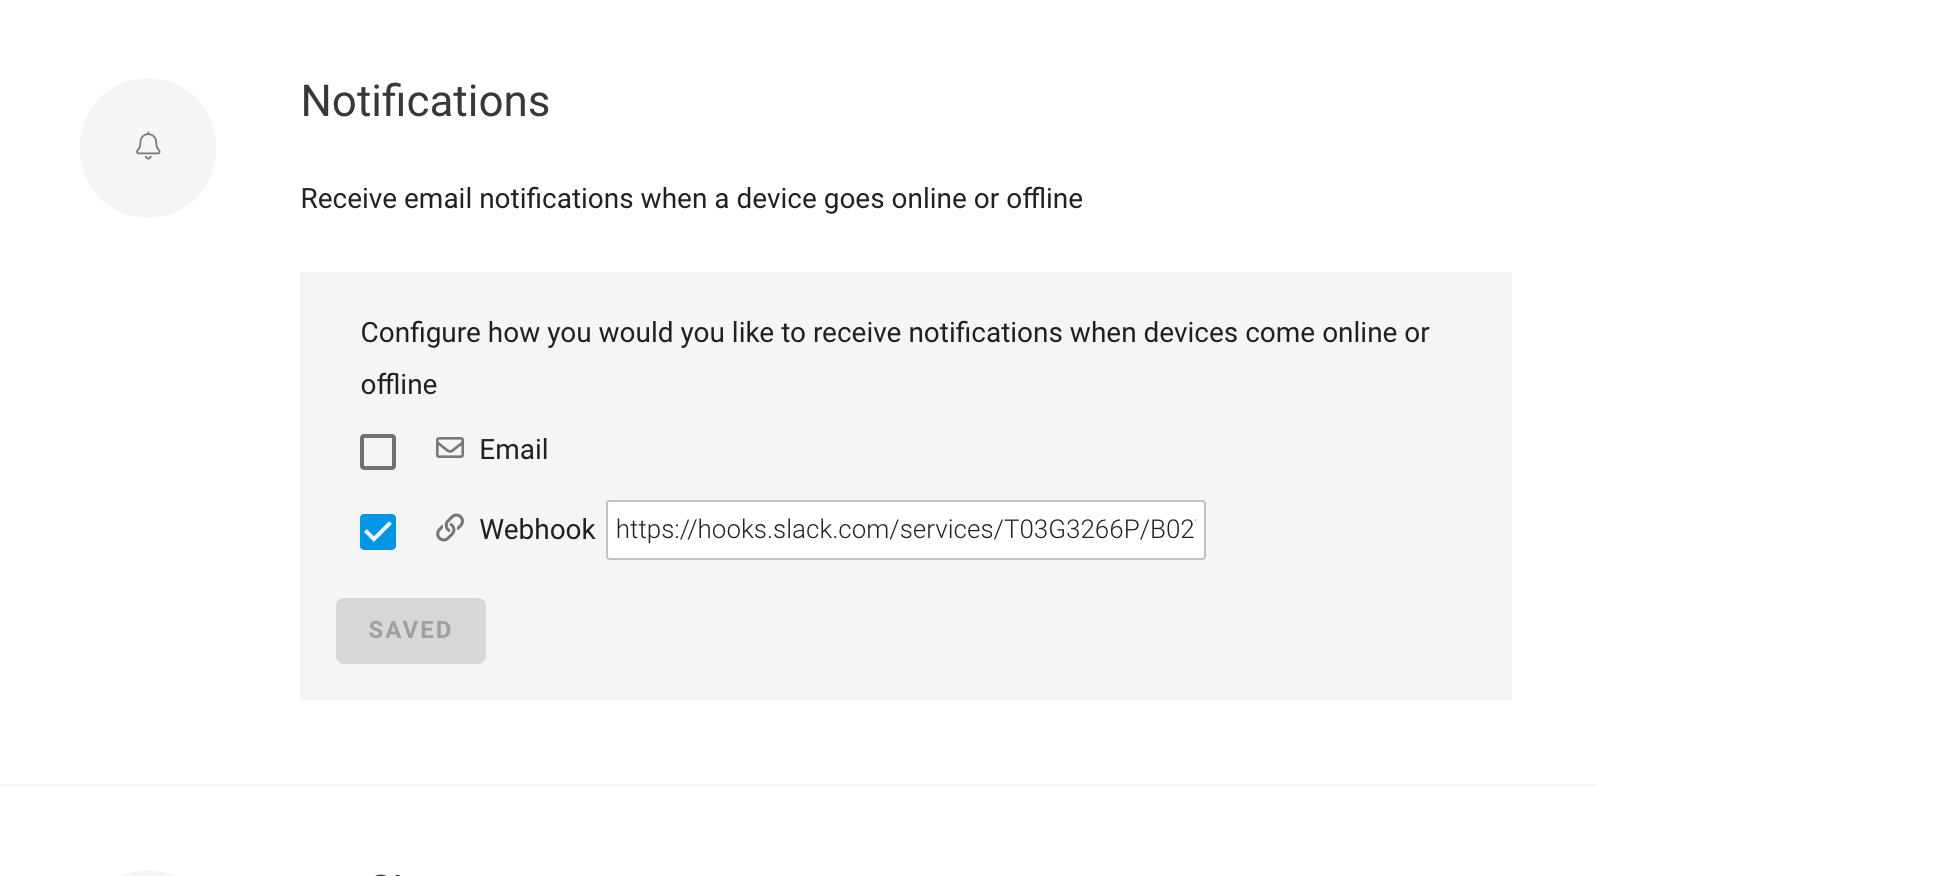 Notifications
Receive email notifications when a device goes online or offline
Configure how you would you like to receive notifications when devices come online or
offline
Email
Webhook https://hooks.slack.com/services/T03G3266P/B02
SAVED